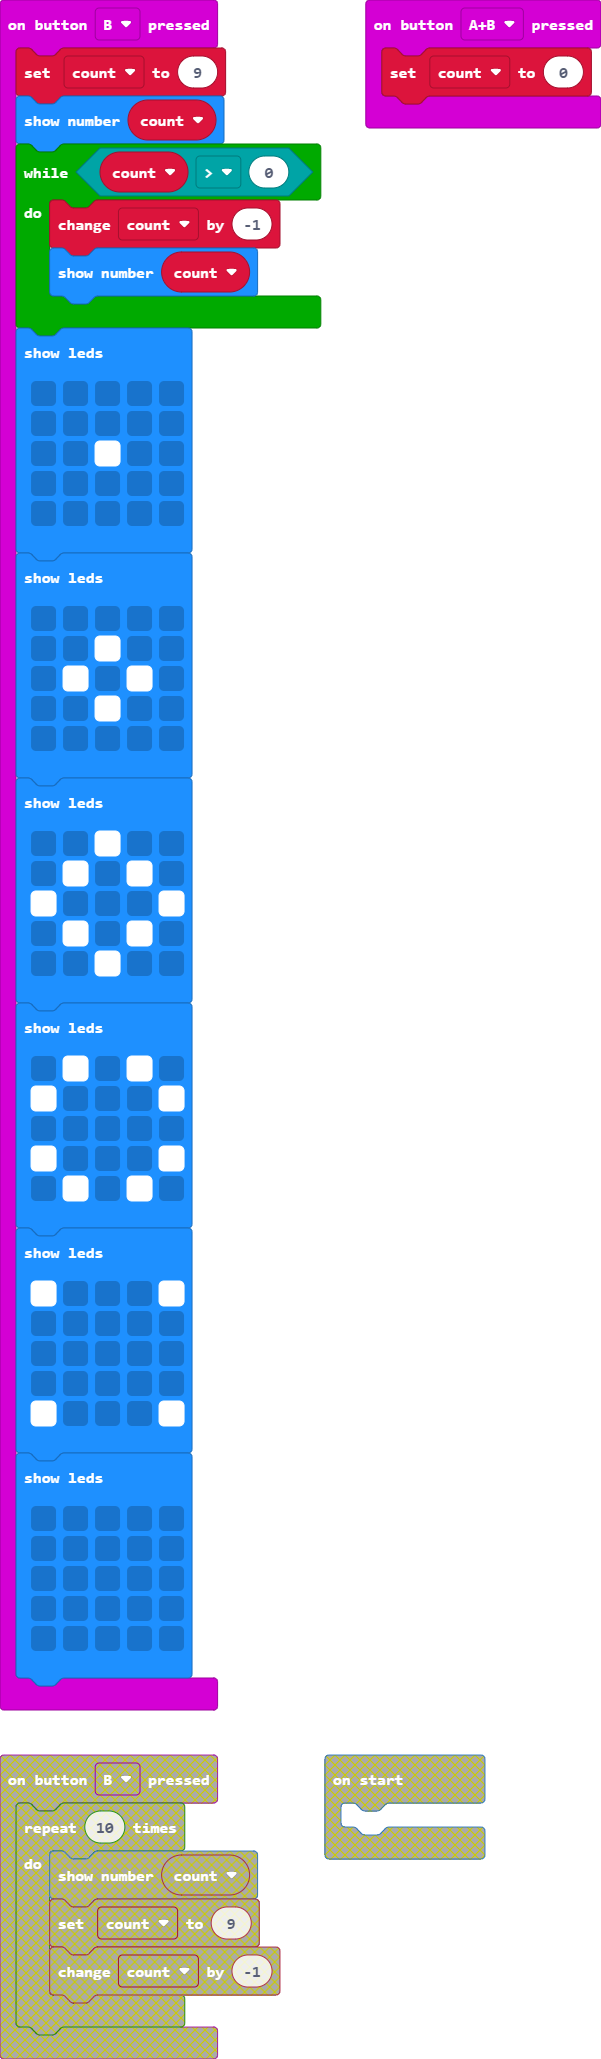 on button B pressed
set count to 9
show number count
while count > 0
do
change count by -1
show number count
show leds
show leds
show leds
show leds
show leds
show leds
on button A+B pressed
set count to 0
on button B pressed
repeat 10 times
do
show number count
set count to 9
change count by -1
on start